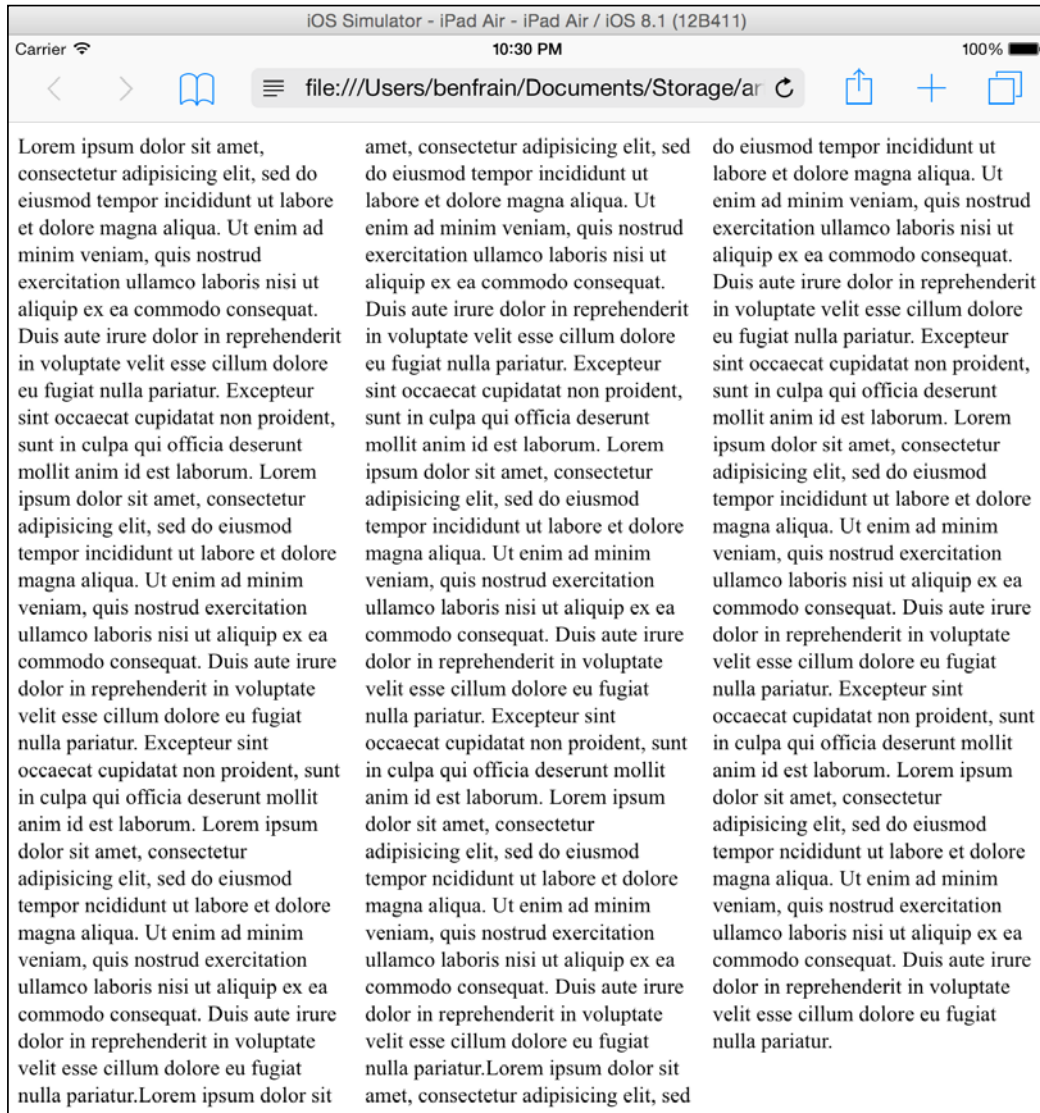 iOS Simulator - iPad Air - iPad Air / iOS 8.1 (12B411)
Carrier
10:30 PM
100%
file:///Users/benfrain/Documents/Storage/ar
Lorem ipsum dolor sit amet,
consectetur adipisicing elit, sed do
eiusmod tempor incididunt ut labore
et dolore magna aliqua. Ut enim ad
minim veniam, quis nostrud
exercitation ullamco laboris nisi ut
aliquip ex ea commodo consequat.
Duis aute irure dolor in reprehenderit
in voluptate velit esse cillum dolore
eu fugiat nulla pariatur. Excepteur
sint occaecat cupidatat non proident,
sunt in culpa qui officia deserunt
mollit anim id est laborum. Lorem
ipsum dolor sit amet, consectetur
adipisicing elit, sed do eiusmod
tempor incididunt ut labore et dolore
magna aliqua. Ut enim ad minim
veniam, quis nostrud exercitation
ullamco laboris nisi ut aliquip ex ea
commodo consequat. Duis aute irure
dolor in reprehenderit in voluptate
velit esse cillum dolore eu fugiat
nulla pariatur. Excepteur sint
occaecat cupidatat non proident, sunt
in culpa qui officia deserunt mollit
anim id est laborum. Lorem ipsum
dolor sit amet, consectetur
adipisicing elit, sed do eiusmod
tempor ncididunt ut labore et dolore
magna aliqua. Ut enim ad minim
veniam, quis nostrud exercitation
ullamco laboris nisi ut aliquip ex ea
commodo consequat. Duis aute irure
dolor in reprehenderit in voluptate
velit esse cillum dolore eu fugiat
nulla pariatur.Lorem ipsum dolor sit
amet, consectetur adipisicing elit, sed
do eiusmod tempor incididunt ut
labore et dolore magna aliqua. Ut
enim ad minim veniam, quis nostrud
exercitation ullamco laboris nisi ut
aliquip ex ea commodo consequat.
Duis aute irure dolor in reprehenderit
in voluptate velit esse cillum dolore
eu fugiat nulla pariatur. Excepteur
sint occaecat cupidatat non proident,
sunt in culpa qui officia deserunt
mollit anim id est laborum. Lorem
ipsum dolor sit amet, consectetur
adipisicing elit, sed do eiusmod
tempor incididunt ut labore et dolore
magna aliqua. Ut enim ad minim
veniam, quis nostrud exercitation
ullamco laboris nisi ut aliquip ex ea
commodo consequat. Duis aute irure
dolor in reprehenderit in voluptate
velit esse cillum dolore eu fugiat
nulla pariatur. Excepteur sint
occaecat cupidatat non proident, sunt
in culpa qui officia deserunt mollit
anim id est laborum. Lorem ipsum
dolor sit amet, consectetur
adipisicing elit, sed do eiusmod
tempor ncididunt ut labore et dolore
magna aliqua. Ut enim ad minim
veniam, quis nostrud exercitation
ullamco laboris nisi ut aliquip ex ea
commodo consequat. Duis aute irure
dolor in reprehenderit in voluptate
velit esse cillum dolore eu fugiat
nulla pariatur.Lorem ipsum dolor sit
amet, consectetur adipisicing elit, sed
do eiusmod tempor incididunt ut
labore et dolore magna aliqua. Ut
enim ad minim veniam, quis nostrud
exercitation ullamco laboris nisi ut
aliquip ex ea commodo consequat.
Duis aute irure dolor in reprehenderit
in voluptate velit esse cillum dolore
eu fugiat nulla pariatur. Excepteur
sint occaecat cupidatat non proident,
sunt in culpa qui officia deserunt
mollit anim id est laborum. Lorem
ipsum dolor sit amet, consectetur
adipisicing elit, sed do eiusmod
tempor incididunt ut labore et dolore
magna aliqua. Ut enim ad minim
veniam, quis nostrud exercitation
ullamco laboris nisi ut aliquip ex ea
commodo consequat. Duis aute irure
dolor in reprehenderit in voluptate
velit esse cillum dolore eu fugiat
nulla pariatur. Excepteur sint
occaecat cupidatat non proident, sunt
in culpa qui officia deserunt mollit
anim id est laborum. Lorem ipsum
dolor sit amet, consectetur
adipisicing elit, sed do eiusmod
tempor ncididunt ut labore et dolore
magna aliqua. Ut enim ad minim
veniam, quis nostrud exercitation
ullamco laboris nisi ut aliquip ex ea
commodo consequat. Duis aute irure
dolor in reprehenderit in voluptate
velit esse cillum dolore eu fugiat
nulla pariatur.